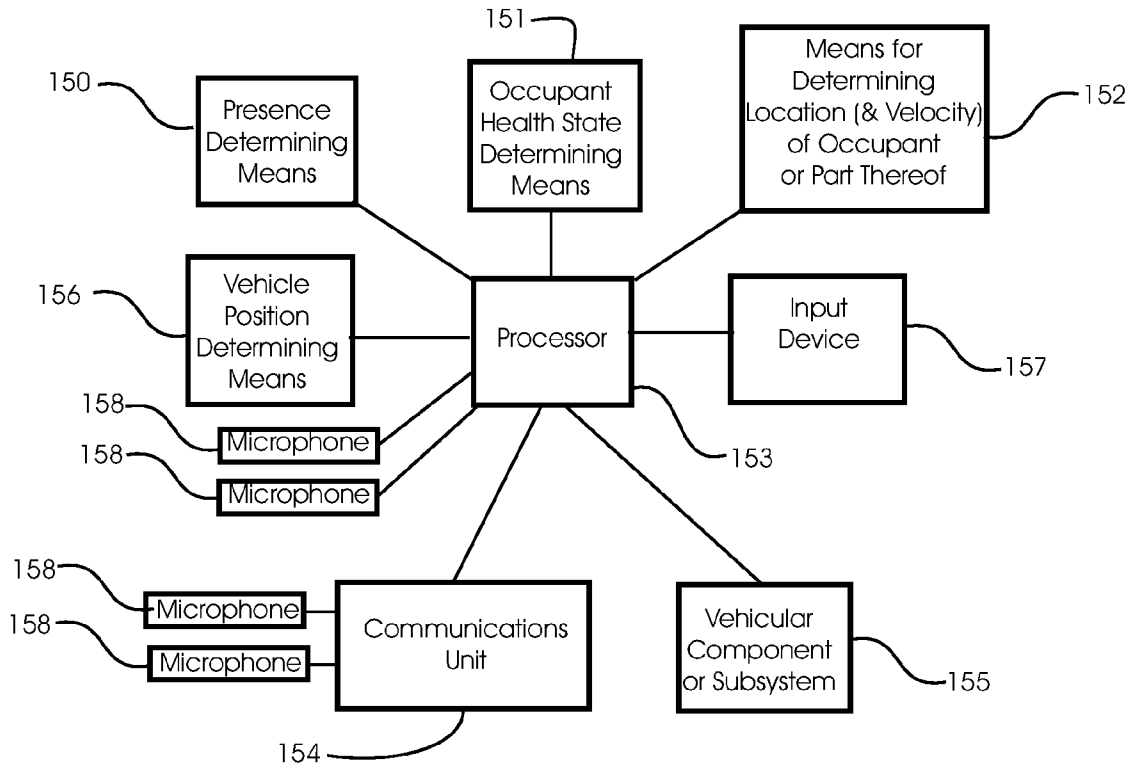 151
150
Presence
Determining
Means
Occupant
Health State
Determining
Means
Means for
Determining
Location (& Velocity)
of Occupant
or Part Thereof
152
156
Vehicle
Position
Determining
Means
Processor
Input
Device
157
153
158
Microphone
158
Microphone
158
Microphone
158
Microphone
Communications
Unit
154
Vehicular
Component
or Subsystem
155